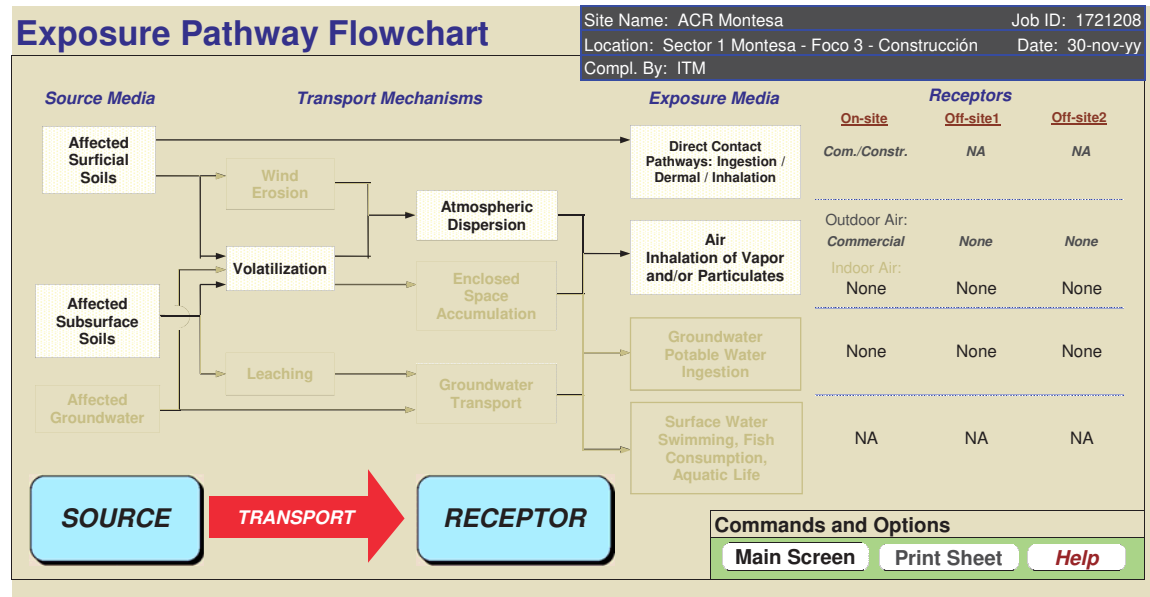 Exposure Pathway Flowchart
Site Name: ACR Montesa Job ID: 1721208
Location: Sector 1 Montesa - Foco 3 - Construcción Date: 30-nov-yy
Compl. By: ITM
Source Media
Transport Mechanisms
Exposure Media
Receptors
On-site Off-site1 Off-site2
Affected
Surficial
Soils
Wind
Erosion
Direct Contact
Pathways: Ingestion /
Dermal / Inhalation
Com./Constr. NA NA
Atmospheric
Dispersion
Volatilization
Air
Inhalation of Vapor
and/or Particulates
Outdoor Air:
Commercial None None
Indoor Air:
None None None
Affected
Subsurface
Soils
Enclosed
Space
Accumulation
Groundwater
Potable Water
Ingestion
None None None
Leaching
Affected
Groundwater
Groundwater
Transport
Surface Water
Swimming, Fish
Consumption,
Aquatic Life
NA NA NA
SOURCE
TRANSPORT
RECEPTOR
Commands and Options
Main Screen Print Sheet Help